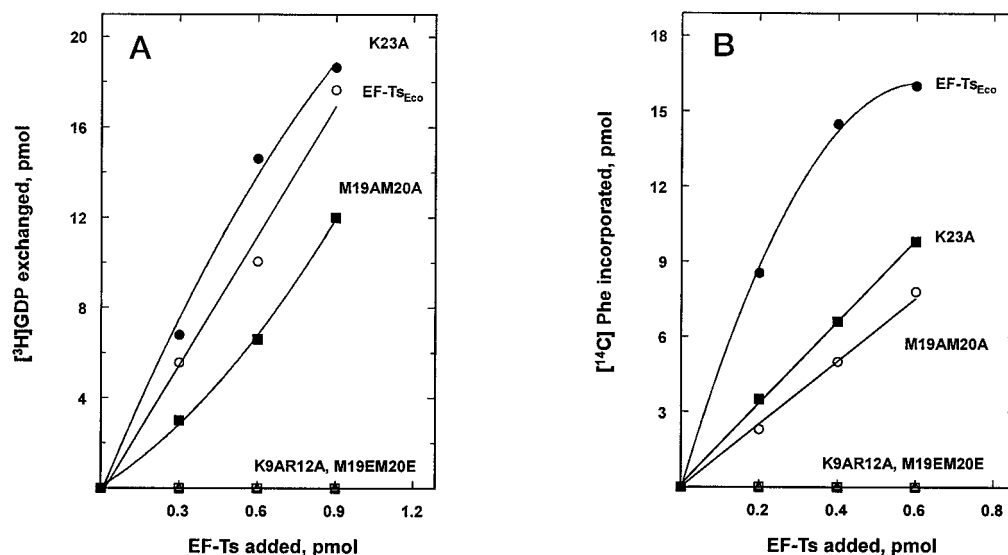 A
K23A
EF-TsEco
M19AM20A
K9AR12A, M19EM20E
20
16
12
8
4
0
0.3
0.6
0.9
1.2
[³H]GDP exchanged, pmol
EF-Ts added, pmol
B
EF-TsEco
K23A
M19AM20A
K9AR12A, M19EM20E
18
15
12
9
6
3
0
0.2
0.4
0.6
0.8
[¹⁴C] Phe incorporated, pmol
EF-Ts added, pmol